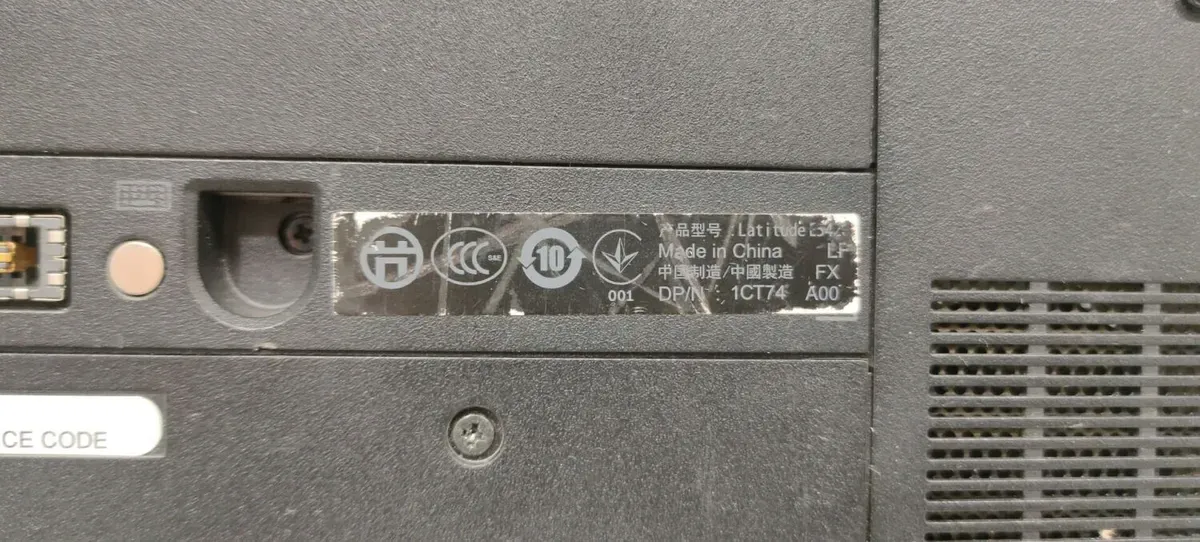 产品型号 : Latitude
Made in China LF
中国制造/中國製造 FX
DP/N 1CT74 A00
CCC S&E
10
001
CE CODE